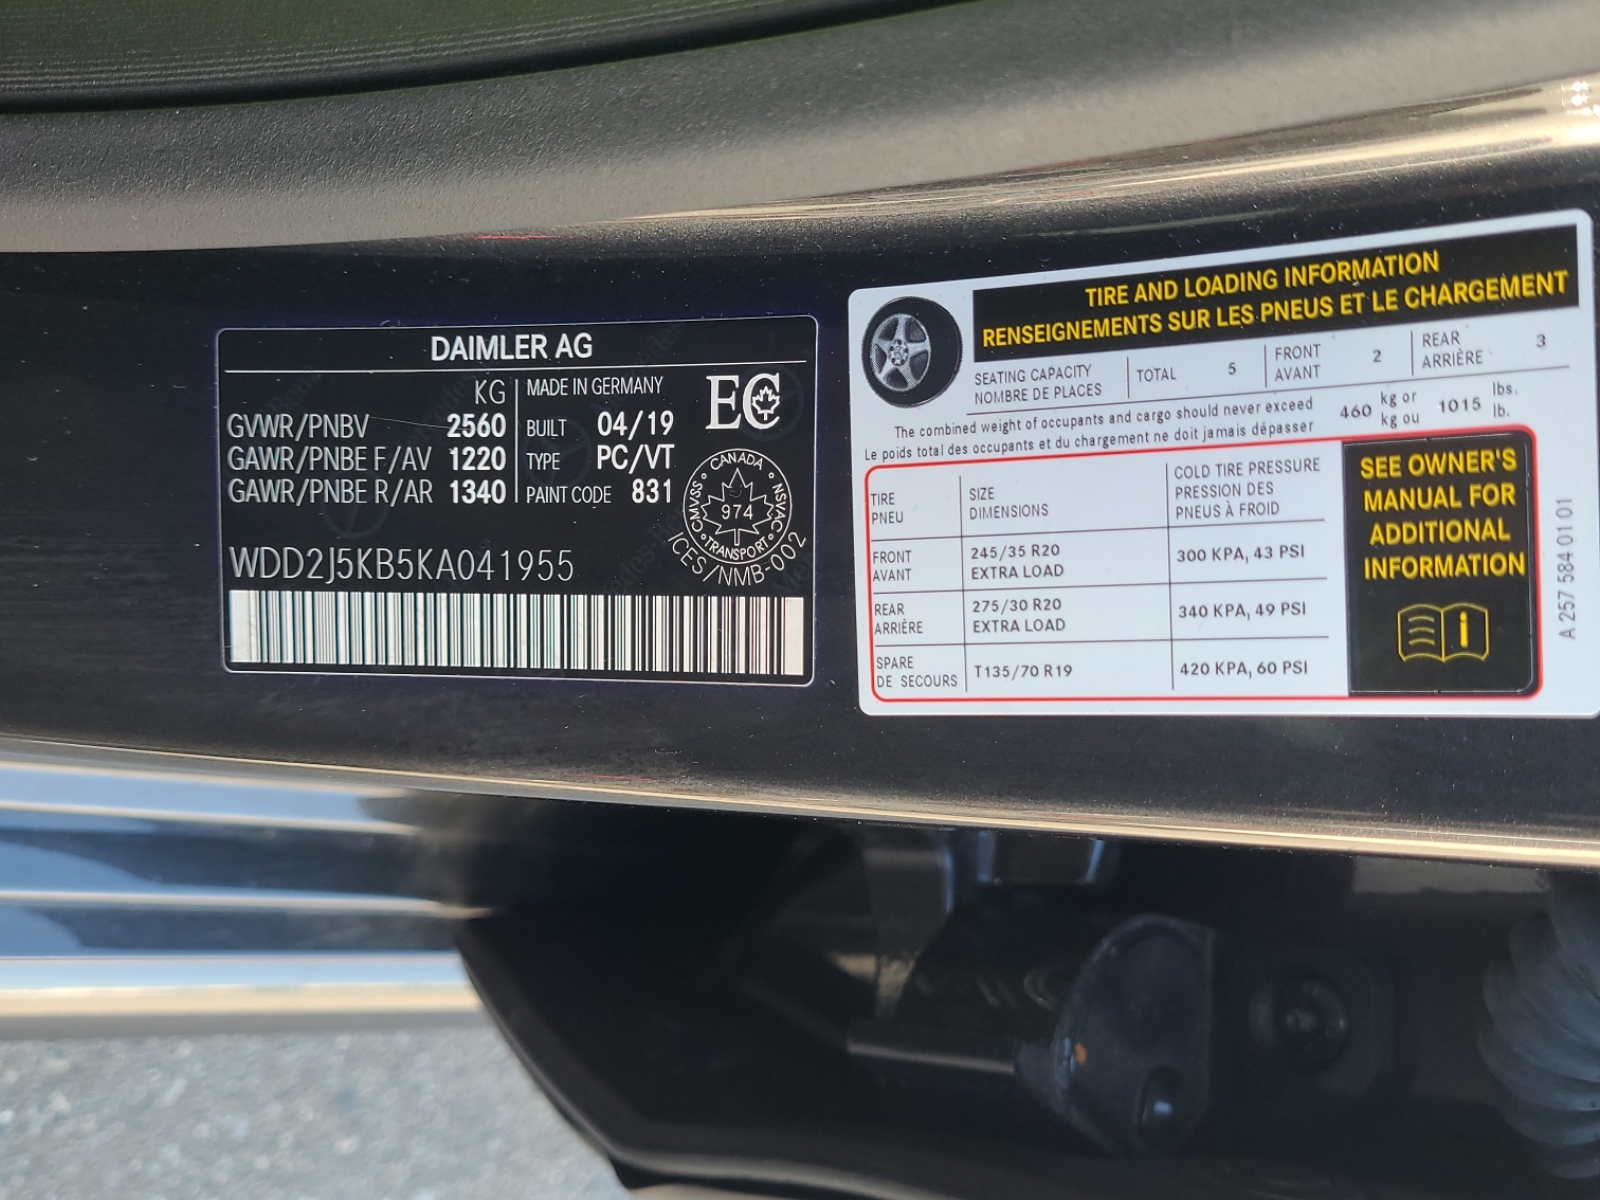 DAIMLER AG
KG
GVWR/PNBV 2560
GAWR/PNBE F/AV 1220
GAWR/PNBE R/AR 1340
MADE IN GERMANY
BUILT 04/19
TYPE PC/VT
PAINT CODE 831
EC
CANADA
CMVSS NSVAC
974
TRANSPORT
ICES/NMB-002
WDD2J5KB5KA041955
TIRE AND LOADING INFORMATION
RENSEIGNEMENTS SUR LES PNEUS ET LE CHARGEMENT
SEATING CAPACITY
NOMBRE DE PLACES
TOTAL 5
FRONT
AVANT
2
REAR
ARRIÈRE
3
The combined weight of occupants and cargo should never exceed
Le poids total des occupants et du chargement ne doit jamais dépasser
460 kg or
kg ou
1015 lbs.
lb.
TIRE
PNEU
SIZE
DIMENSIONS
COLD TIRE PRESSURE
PRESSION DES
PNEUS À FROID
FRONT
AVANT
245/35 R20
EXTRA LOAD
300 KPA, 43 PSI
REAR
ARRIÈRE
275/30 R20
EXTRA LOAD
340 KPA, 49 PSI
SPARE
DE SECOURS
T135/70 R19
420 KPA, 60 PSI
SEE OWNER'S
MANUAL FOR
ADDITIONAL
INFORMATION
i
A 257 584 01 01